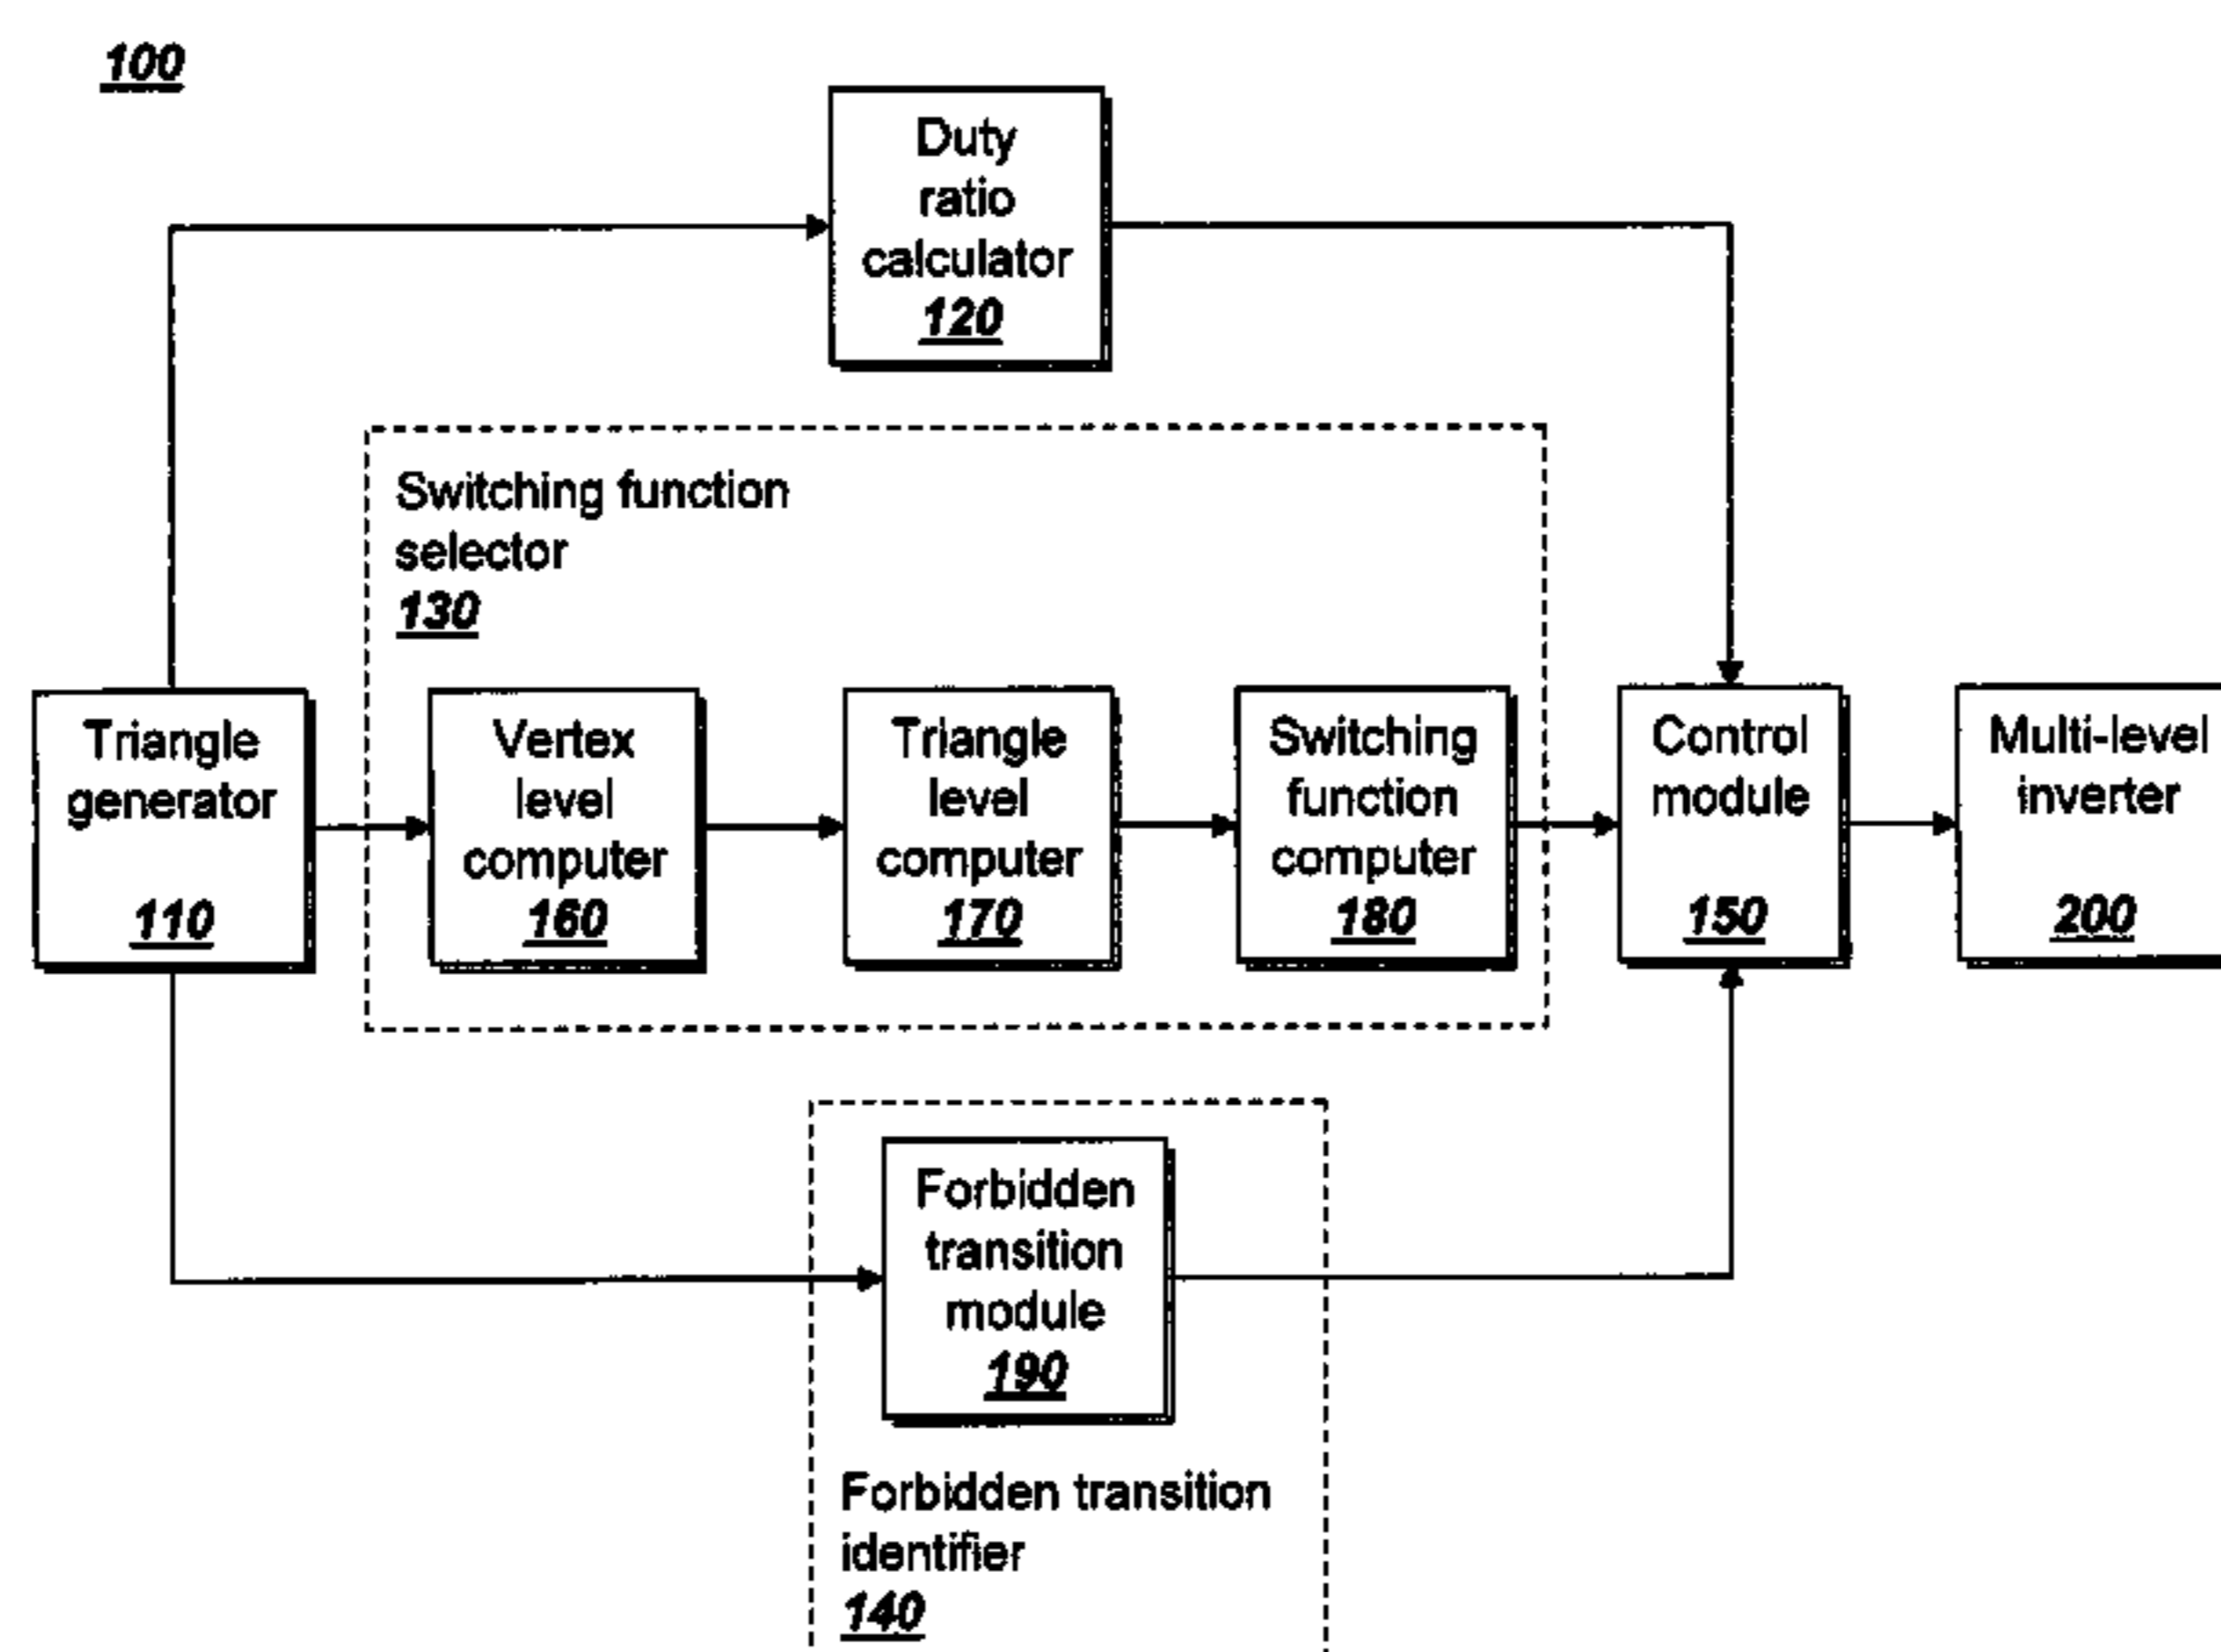 100
Duty
ratio
calculator
120
Switching function
selector
130
Triangle
generator
110
Vertex
level
computer
160
Triangle
level
computer
170
Switching
function
computer
180
Control
module
150
Multi-level
inverter
200
Forbidden
transition
module
190
Forbidden transition
identifier
140